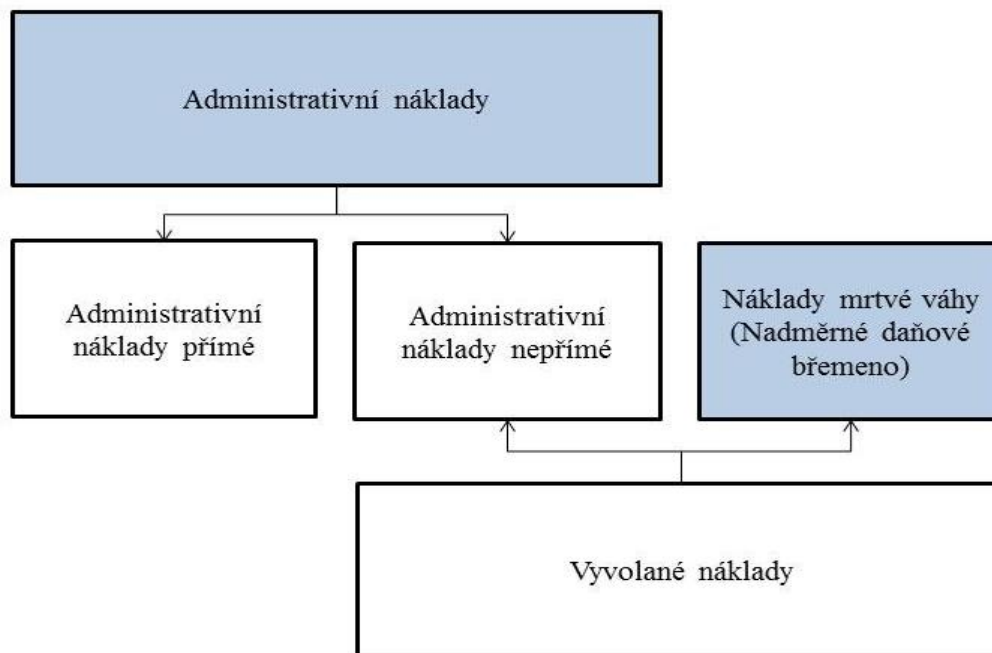 Administrativní náklady
Administrativní
náklady přímé
Administrativní
náklady nepřímé
Náklady mrtvé váhy
(Nadměrné daňové
břemeno)
Vyvolané náklady